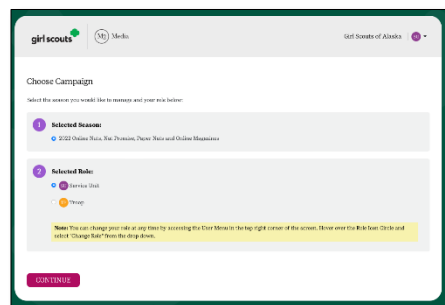 girl scouts
M2 Media
Girl Scouts of Alaska
Choose Campaign
Select the season you would like to manage and your role below:
1 Selected Season:
2022 Online Nuts, Nut Promise, Paper Nuts and Online Magazines
2 Selected Role:
SU Service Unit
Troop
Note: You can change your role at any time by accessing the User Menu in the top right corner of the screen. Hover over the Role Icon Circle and
select "Change Role" from the drop down.
CONTINUE